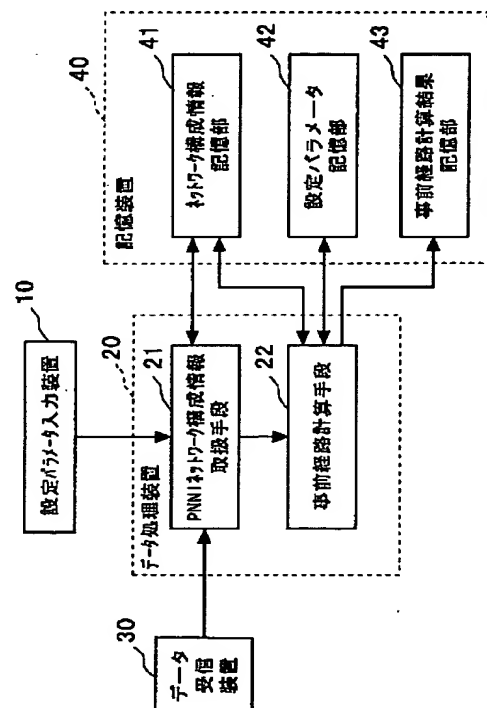 10
設定パラメータ入力装置
20
データ処理装置
21
PNNIネットワーク構成情報
取扱手段
22
事前経路計算手段
30
データ
受信
装置
40
記憶装置
41
ネットワーク構成情報
記憶部
42
設定パラメータ
記憶部
43
事前経路計算結果
記憶部